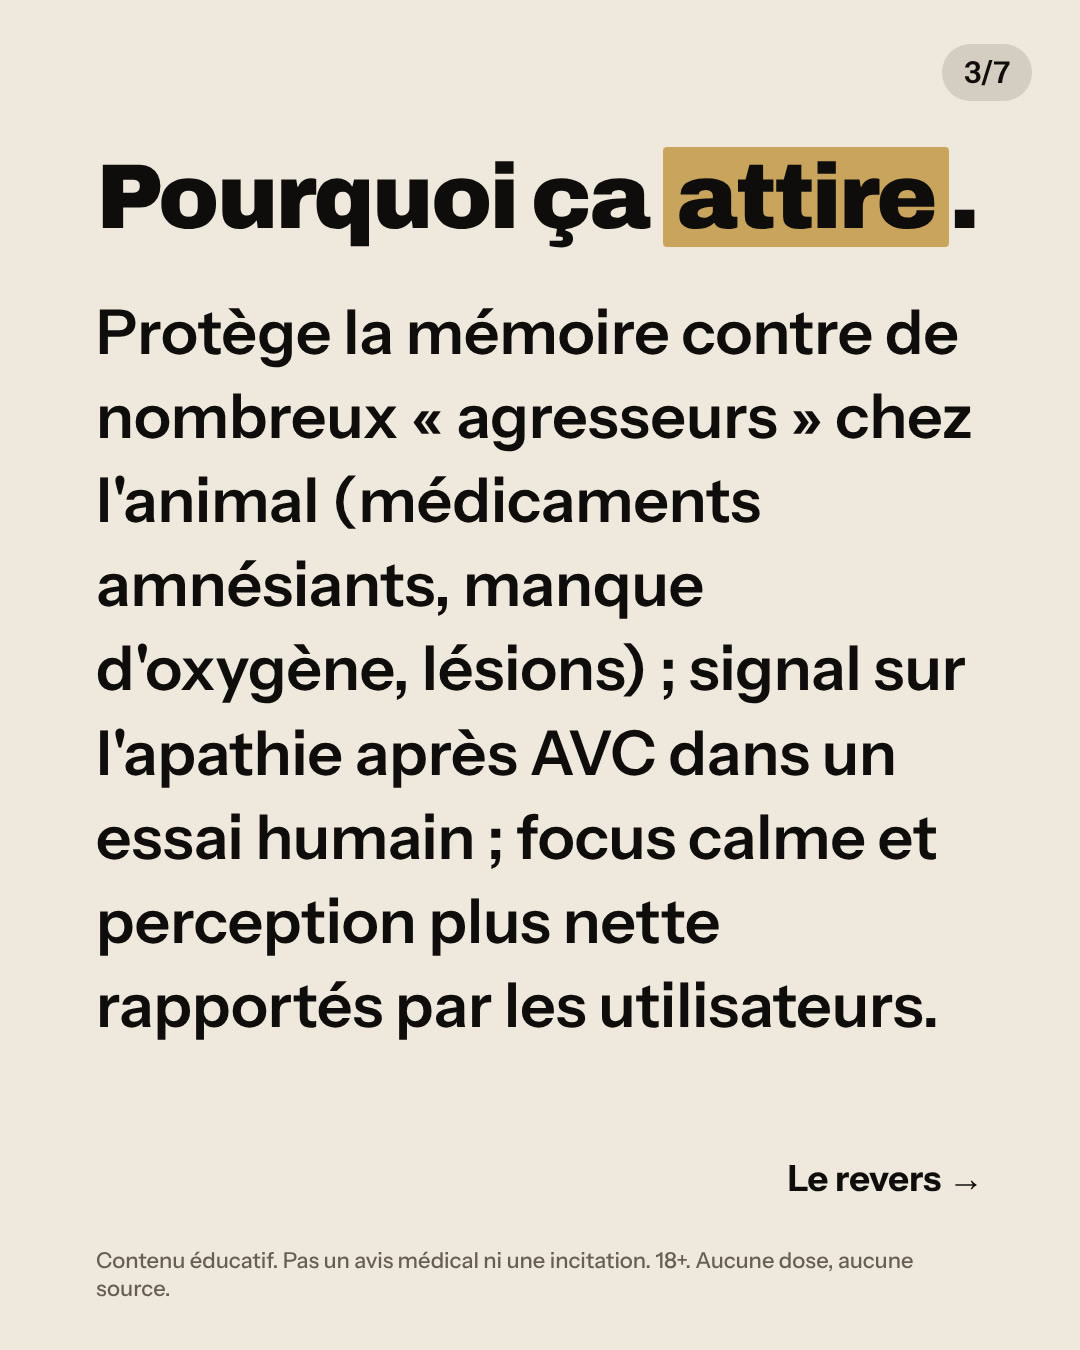 3/7
Pourquoi ça attire.
Protège la mémoire contre de
nombreux « agresseurs » chez
l'animal (médicaments
amnésiants, manque
d'oxygène, lésions) ; signal sur
l'apathie après AVC dans un
essai humain ; focus calme et
perception plus nette
rapportés par les utilisateurs.
Le revers →
Contenu éducatif. Pas un avis médical ni une incitation. 18+. Aucune dose, aucune
source.